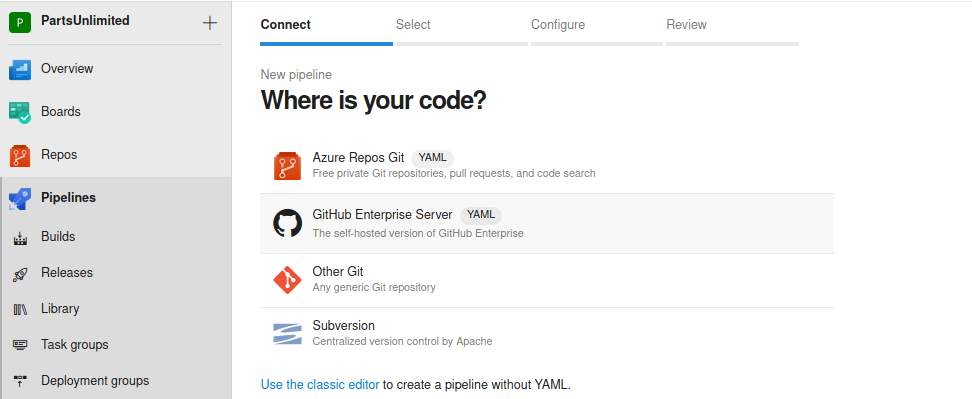 P PartsUnlimited
Overview
Boards
Repos
Pipelines
Builds
Releases
Library
Task groups
Deployment groups
Connect Select Configure Review
New pipeline
Where is your code?
Azure Repos Git YAML
Free private Git repositories, pull requests, and code search
GitHub Enterprise Server YAML
The self-hosted version of GitHub Enterprise
Other Git
Any generic Git repository
Subversion
Centralized version control by Apache
Use the classic editor to create a pipeline without YAML.